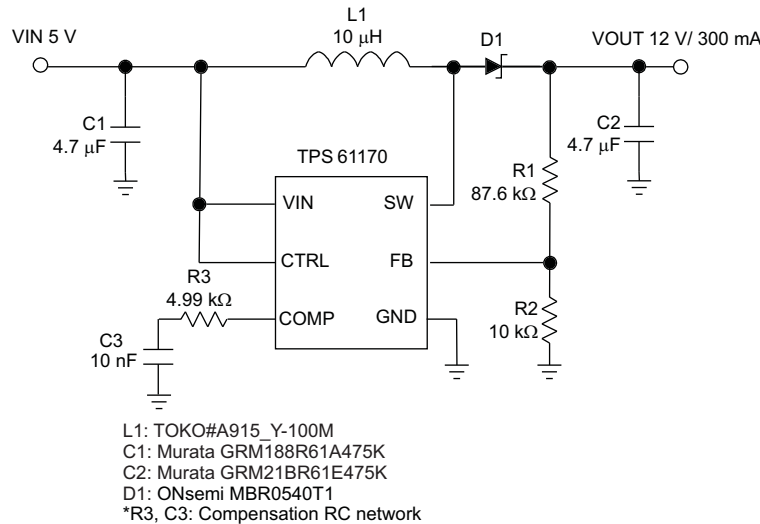 L1
10 μH
VIN 5 V
D1
VOUT 12 V/ 300 mA
C1
4.7 μF
C2
4.7 μF
TPS 61170
R1
87.6 kΩ
VIN
SW
CTRL
FB
R3
4.99 kΩ
COMP
GND
R2
10 kΩ
C3
10 nF
L1: TOKO#A915_Y-100M
C1: Murata GRM188R61A475K
C2: Murata GRM21BR61E475K
D1: ONsemi MBR0540T1
*R3, C3: Compensation RC network